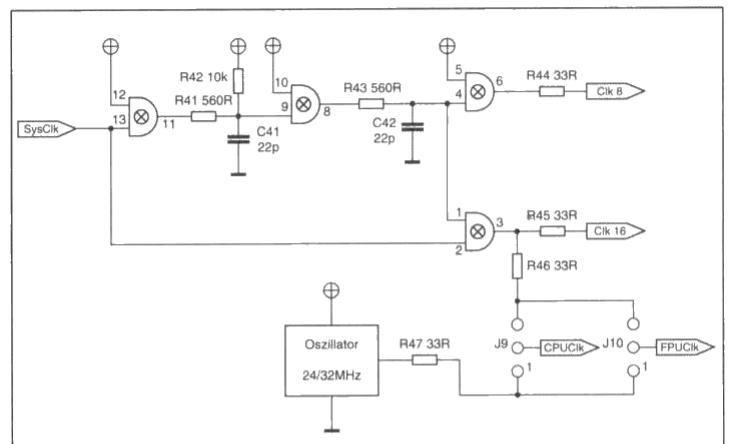 R42 10k
R41 560R
12
13
11
SysClk
C41
22p
10
9
8
R43 560R
C42
22p
5
4
6
R44 33R
Clk 8
1
2
3
R45 33R
Clk 16
R46 33R
Oszillator
24/32MHz
R47 33R
J9
CPUClk
1
J10
FPUClk
1